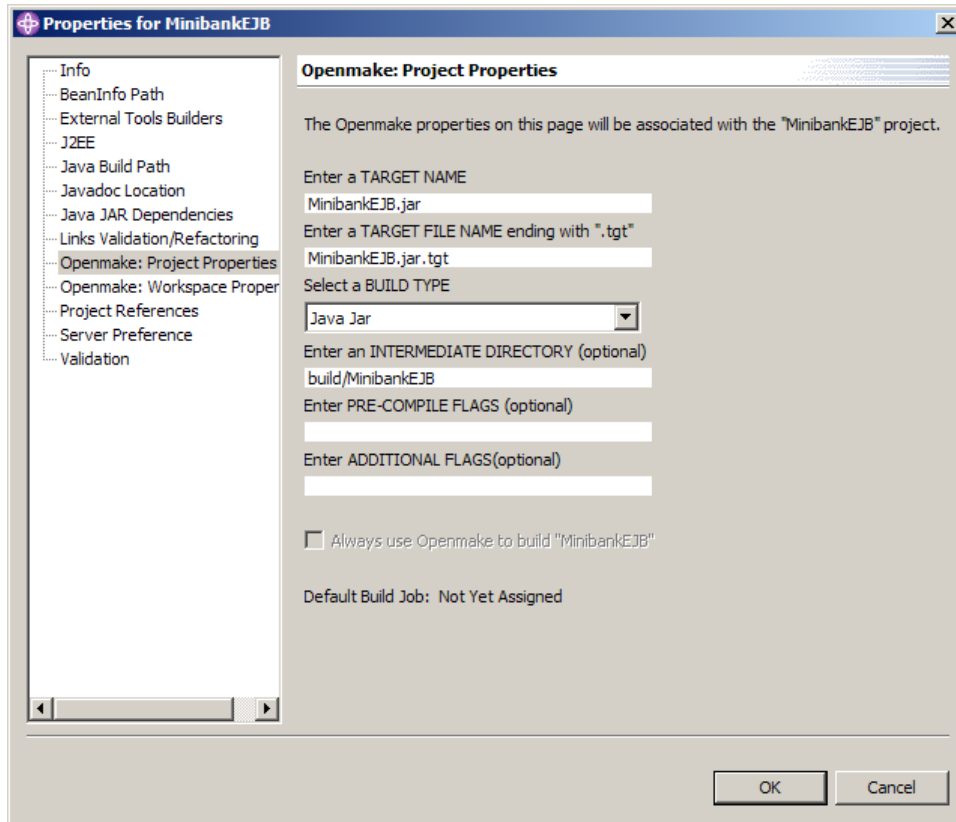 Properties for MinibankEJB
Info
BeanInfo Path
External Tools Builders
J2EE
Java Build Path
Javadoc Location
Java JAR Dependencies
Links Validation/Refactoring
Openmake: Project Properties
Openmake: Workspace Proper
Project References
Server Preference
Validation
Openmake: Project Properties
The Openmake properties on this page will be associated with the "MinibankEJB" project.
Enter a TARGET NAME
MinibankEJB.jar
Enter a TARGET FILE NAME ending with ".tgt"
MinibankEJB.jar.tgt
Select a BUILD TYPE
Java Jar
Enter an INTERMEDIATE DIRECTORY (optional)
build/MinibankEJB
Enter PRE-COMPILE FLAGS (optional)
Enter ADDITIONAL FLAGS(optional)
Always use Openmake to build "MinibankEJB"
Default Build Job:  Not Yet Assigned
OK
Cancel